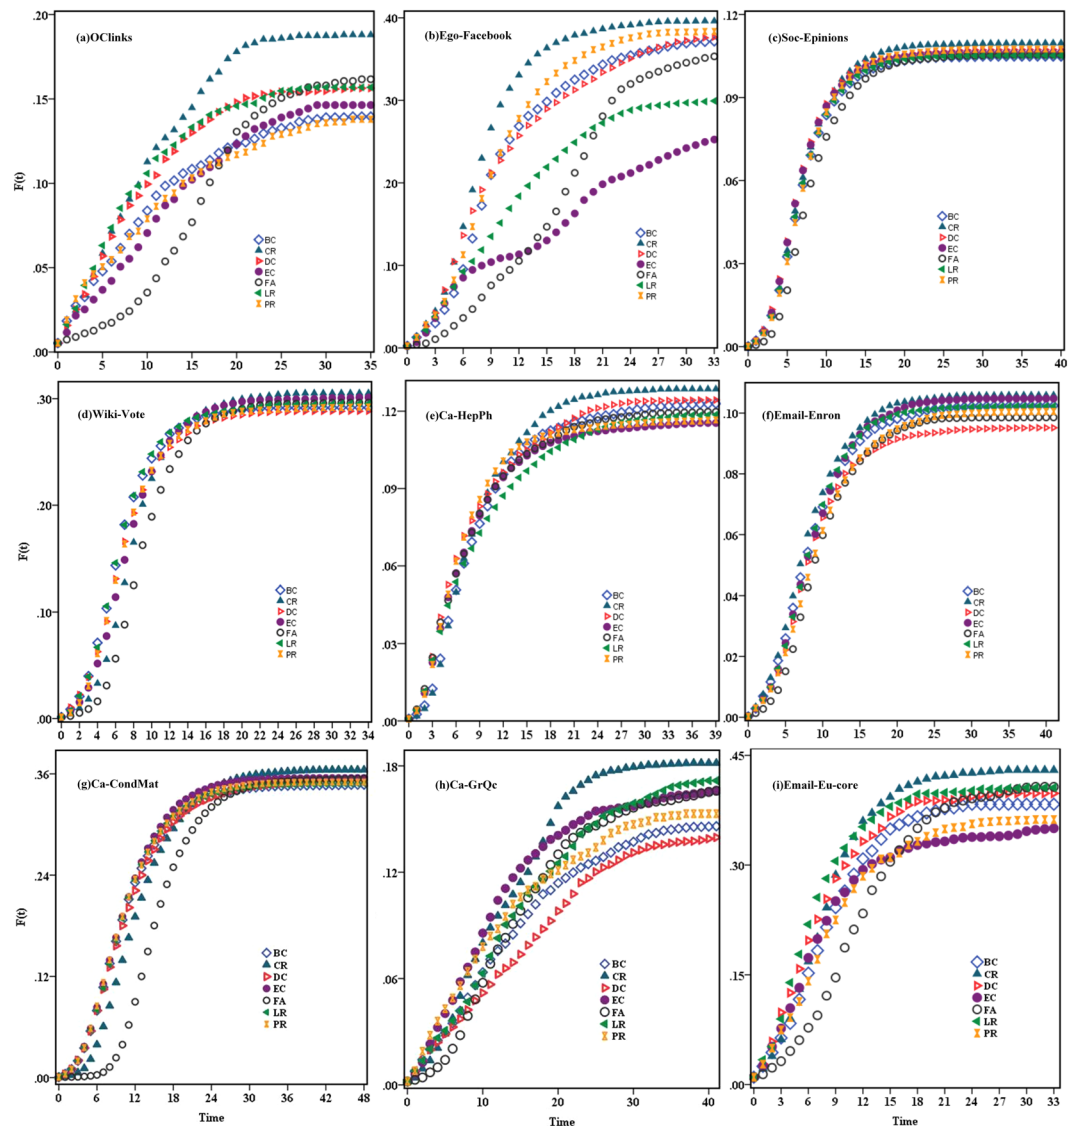 (a)OClinks
F(t)
.20
.15
.10
.05
.00
0 5 10 15 20 25 30 35
BC
CR
DC
EC
FA
LR
PR
(b)Ego-Facebook
.40
.30
.20
.10
.00
0 3 6 9 12 15 18 21 24 27 30 33
BC
CR
DC
EC
FA
LR
PR
(c)Soc-Epinions
.12
.09
.06
.03
.00
0 5 10 15 20 25 30 35 40
BC
CR
DC
EC
FA
LR
PR
(d)Wiki-Vote
F(t)
.30
.20
.10
.00
0 2 4 6 8 10 12 14 16 18 20 22 24 26 28 30 32 34
BC
CR
DC
EC
FA
LR
PR
(e)Ca-HepPh
.12
.09
.06
.03
.00
0 3 6 9 12 15 18 21 24 27 30 33 36 39
BC
CR
DC
EC
FA
LR
PR
(f)Email-Enron
.10
.08
.06
.04
.02
.00
0 5 10 15 20 25 30 35 40
BC
CR
DC
EC
FA
LR
PR
(g)Ca-CondMat
F(t)
.36
.24
.12
.00
0 6 12 18 24 30 36 42 48
Time
BC
CR
DC
EC
FA
LR
PR
(h)Ca-GrQc
.18
.12
.06
.00
0 10 20 30 40
Time
BC
CR
DC
EC
FA
LR
PR
(i)Email-Eu-core
.45
.30
.15
.00
0 3 6 9 12 15 18 21 24 27 30 33
Time
BC
CR
DC
EC
FA
LR
PR